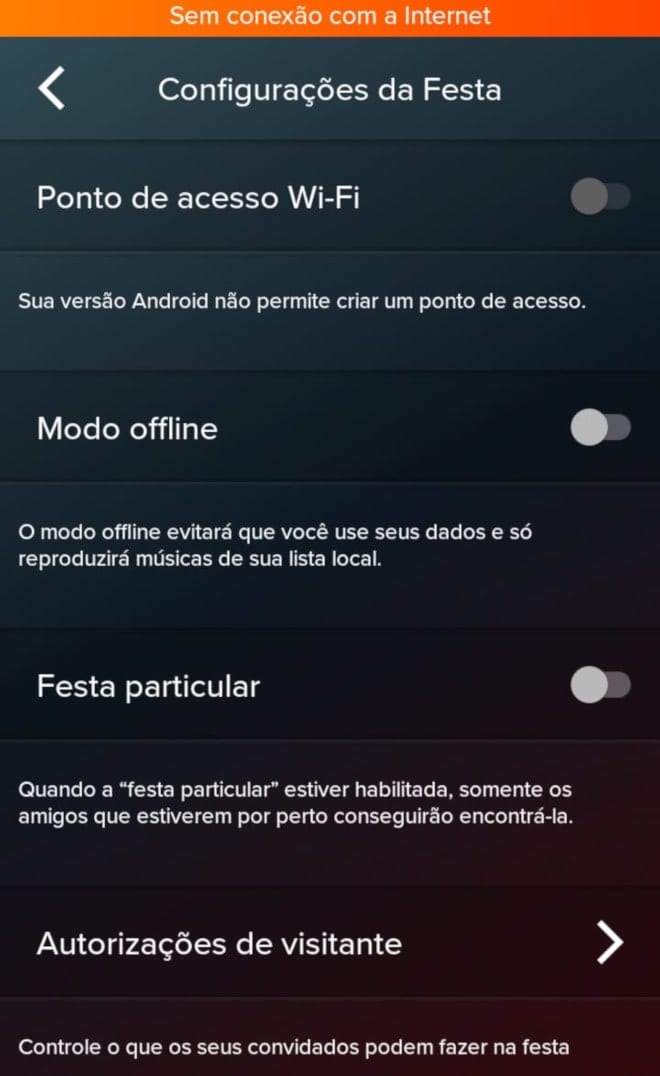 Sem conexão com a Internet
Configurações da Festa
Ponto de acesso Wi-Fi
Sua versão Android não permite criar um ponto de acesso.
Modo offline
O modo offline evitará que você use seus dados e só
reproduzirá músicas de sua lista local.
Festa particular
Quando a “festa particular” estiver habilitada, somente os
amigos que estiverem por perto conseguirão encontrá-la.
Autorizações de visitante
Controle o que os seus convidados podem fazer na festa